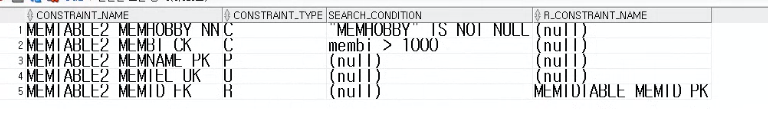 CONSTRAINT_NAME CONSTRAINT_TYPE SEARCH_CONDITION R_CONSTRAINT_NAME
1 MEMTABLE2_MEMHOBBY_NN C "MEMHOBBY" IS NOT NULL (null)
2 MEMTABLE2_MEMBI_CK C membi > 1000 (null)
3 MEMTABLE2_MEMNAME_PK P (null) (null)
4 MEMTABLE2_MEMTEL_UK U (null) (null)
5 MEMTABLE2_MEMID_FK R (null) MEMIDTABLE_MEMID_PK